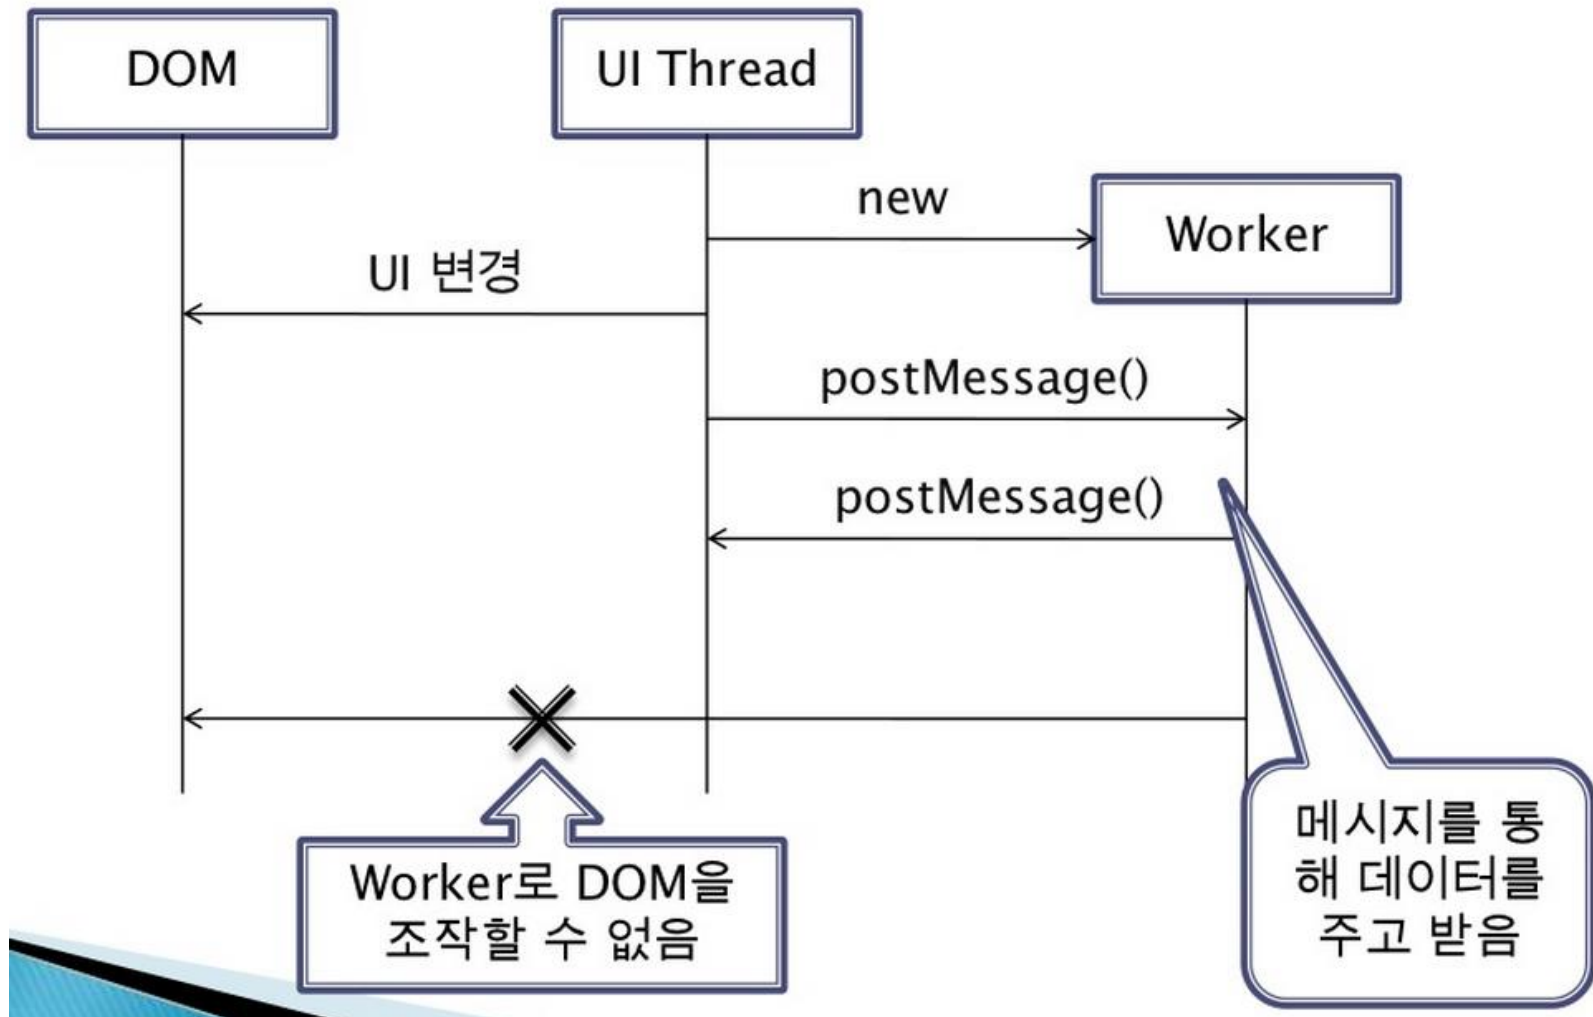 DOM
UI Thread
new
Worker
UI 변경
postMessage()
postMessage()
Worker로 DOM을
조작할 수 없음
메시지를 통
해 데이터를
주고 받음